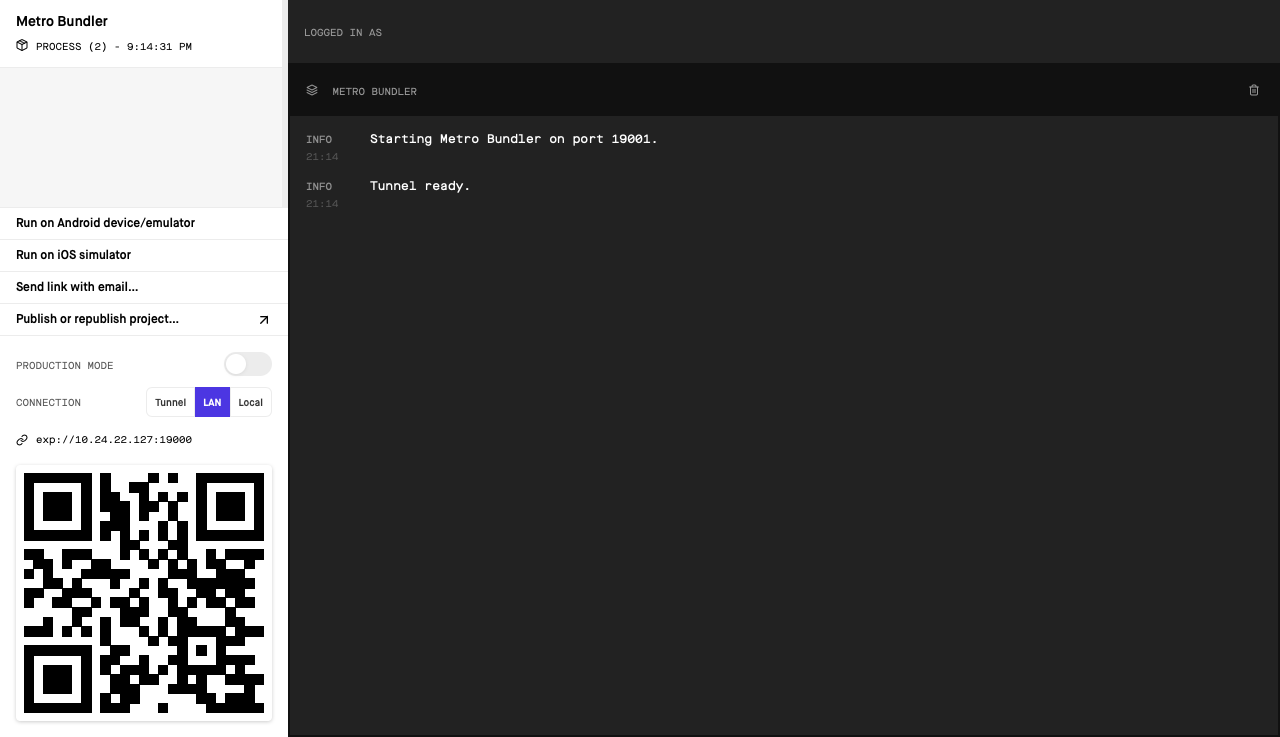 Metro Bundler
PROCESS (2) - 9:14:31 PM
Run on Android device/emulator
Run on iOS simulator
Send link with email...
Publish or republish project...
PRODUCTION MODE
CONNECTION
Tunnel LAN Local
exp://10.24.22.127:19000
LOGGED IN AS
METRO BUNDLER
INFO Starting Metro Bundler on port 19001.
21:14
INFO Tunnel ready.
21:14